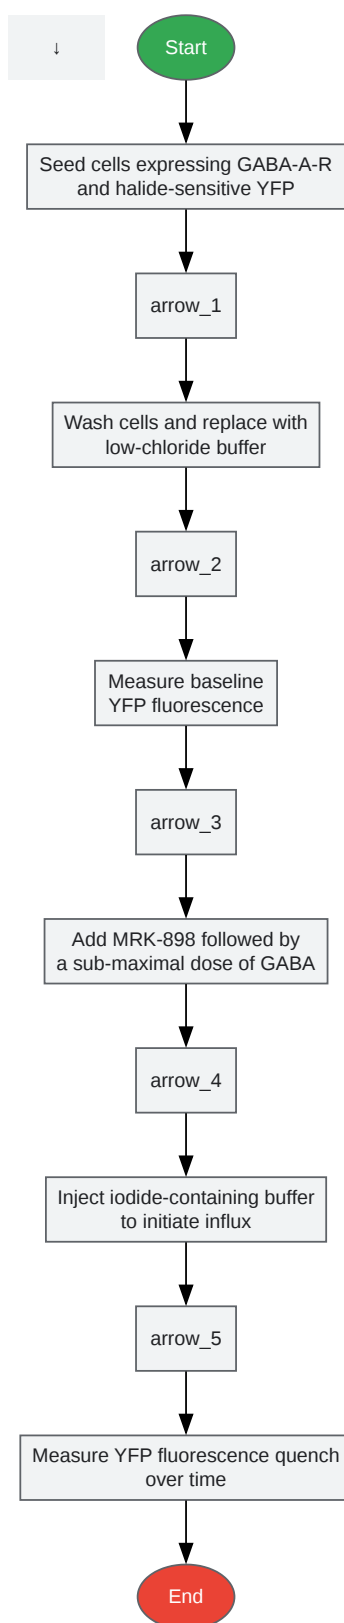 ↓
Start
Seed cells expressing GABA-A-R
and halide-sensitive YFP
arrow_1
Wash cells and replace with
low-chloride buffer
arrow_2
Measure baseline
YFP fluorescence
arrow_3
Add MRK-898 followed by
a sub-maximal dose of GABA
arrow_4
Inject iodide-containing buffer
to initiate influx
arrow_5
Measure YFP fluorescence quench
over time
End